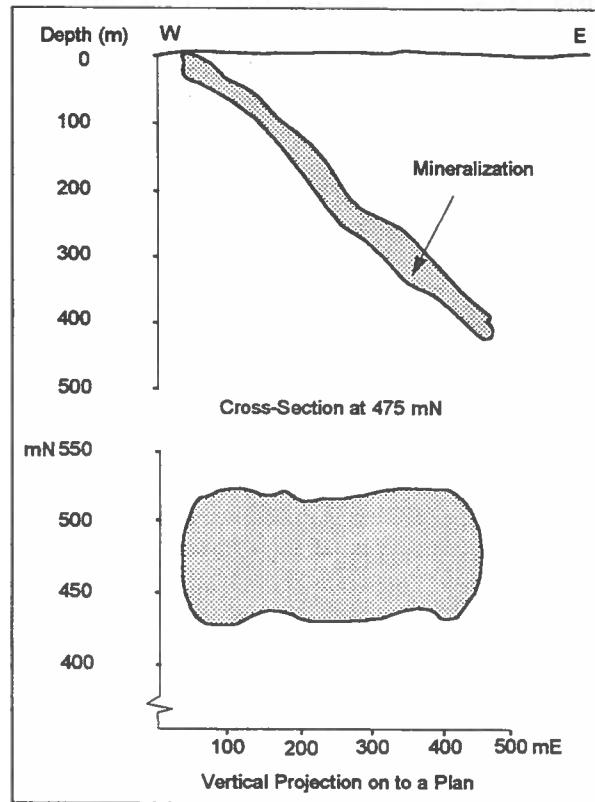 Depth (m) W E
0
100
Mineralization
200
300
400
500
Cross-Section at 475 mN
mN 550
500
450
400
100 200 300 400 500 mE
Vertical Projection on to a Plan